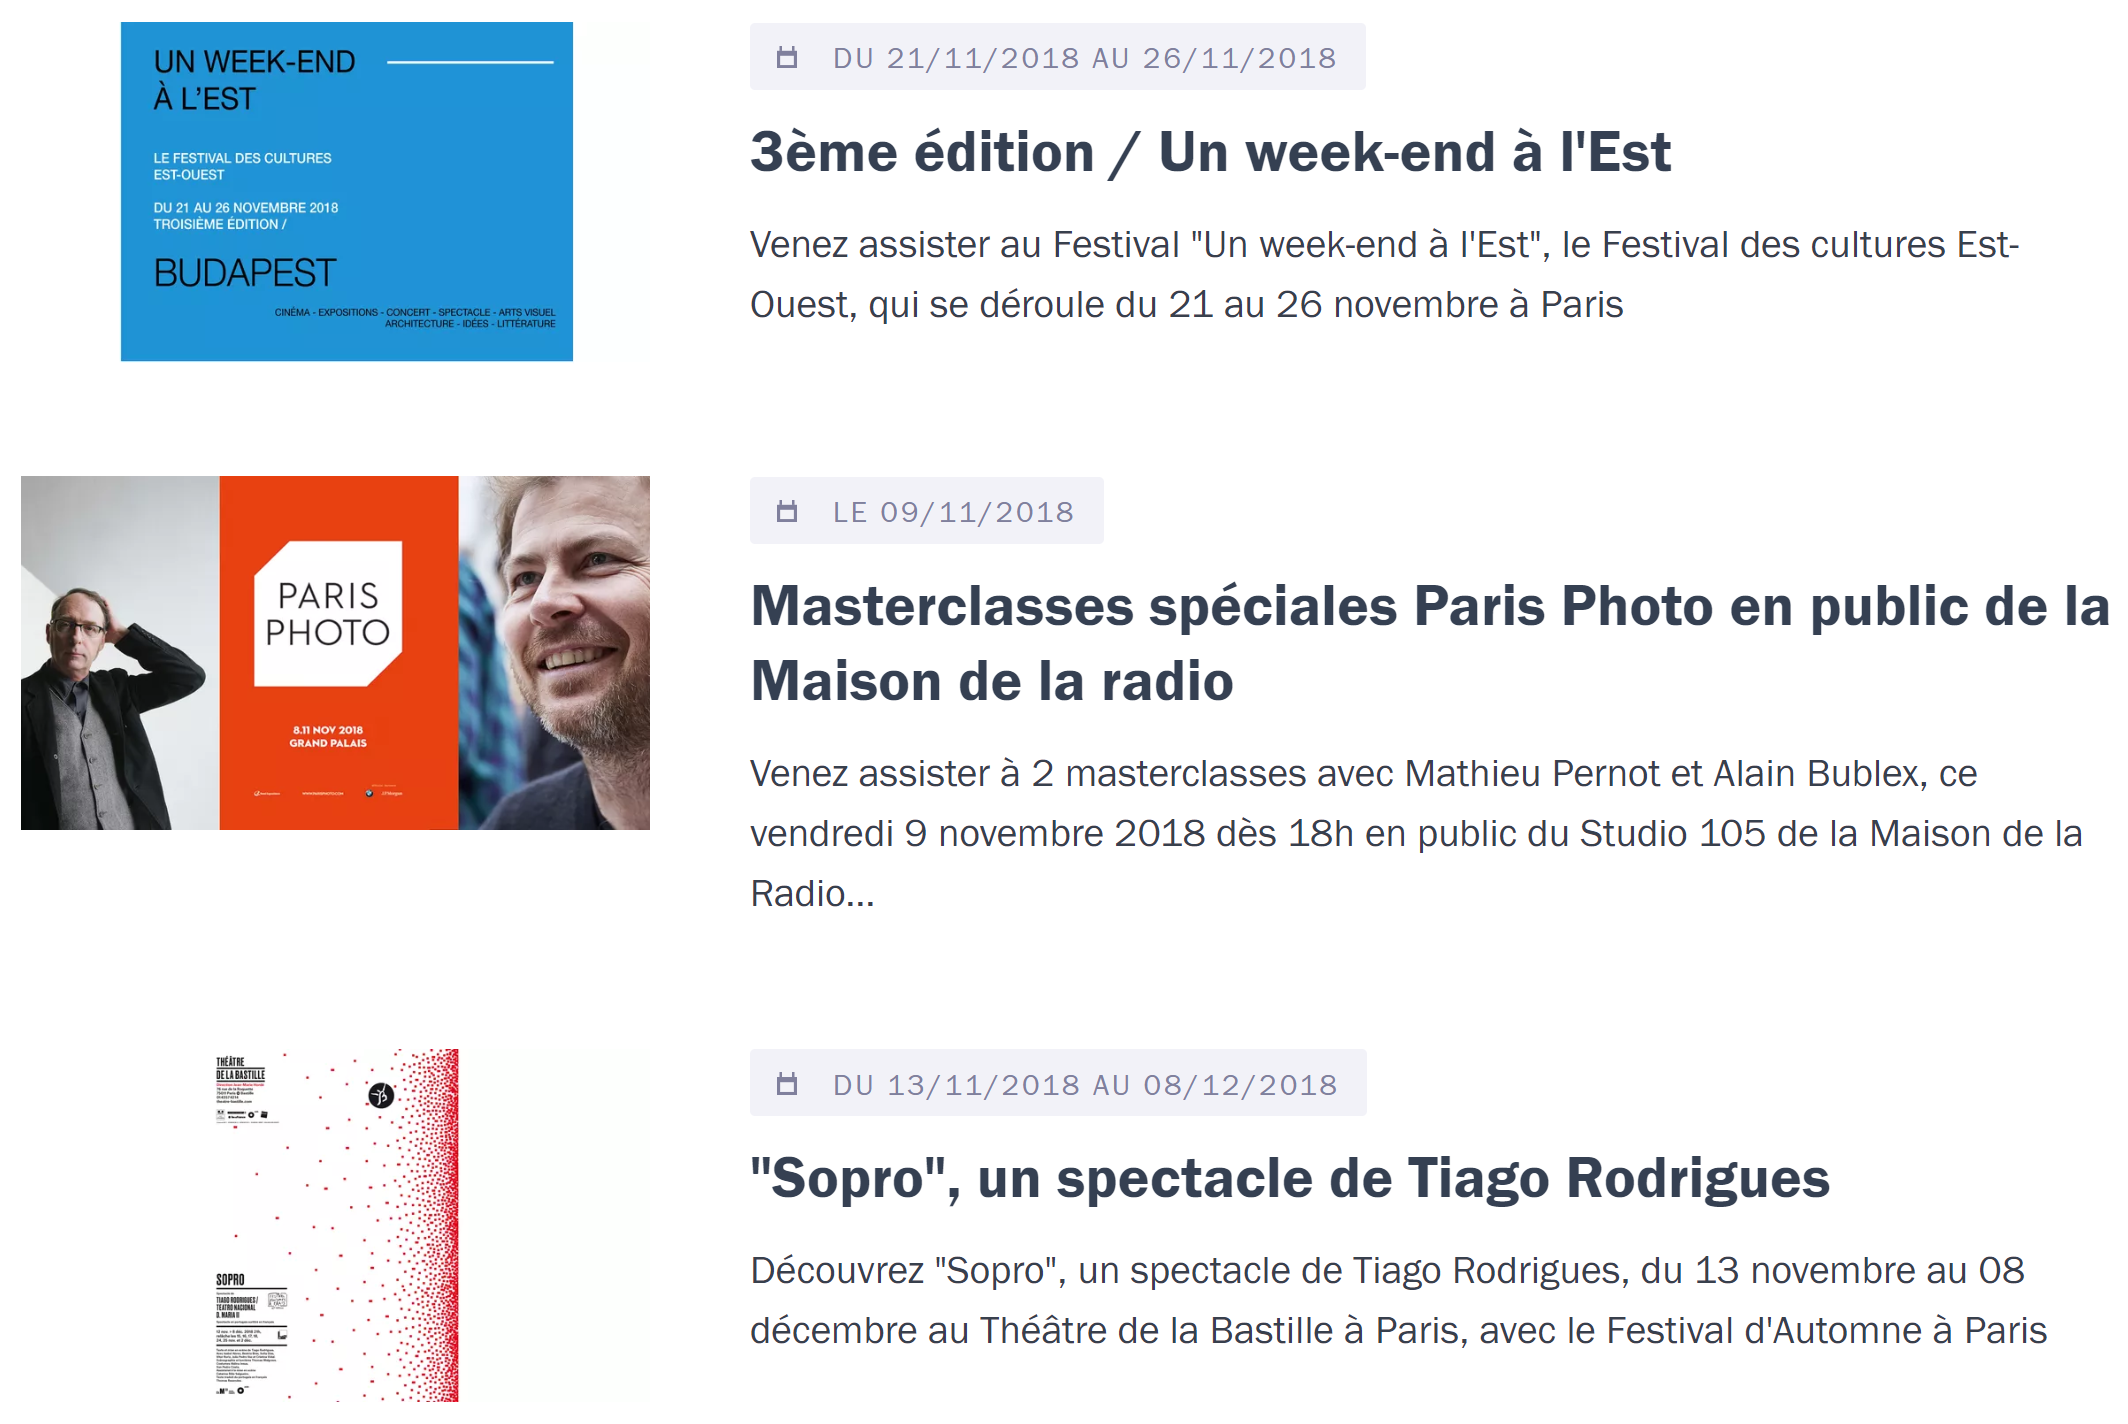 UN WEEK-END
À L'EST
LE FESTIVAL DES CULTURES
EST-OUEST
DU 21 AU 26 NOVEMBRE 2018
TROISIÈME ÉDITION /
BUDAPEST
CINÉMA - EXPOSITIONS - CONCERT - SPECTACLE - ARTS VISUEL
ARCHITECTURE - IDÉES - LITTÉRATURE
DU 21/11/2018 AU 26/11/2018
3ème édition / Un week-end à l'Est
Venez assister au Festival "Un week-end à l'Est", le Festival des cultures Est-
Ouest, qui se déroule du 21 au 26 novembre à Paris
PARIS
PHOTO
8.11 NOV 2018
GRAND PALAIS
LE 09/11/2018
Masterclasses spéciales Paris Photo en public de la
Maison de la radio
Venez assister à 2 masterclasses avec Mathieu Pernot et Alain Bublex, ce
vendredi 9 novembre 2018 dès 18h en public du Studio 105 de la Maison de la
Radio...
THÉÂTRE
DE LA BASTILLE
SOPRO
TIAGO RODRIGUES /
TEATRO NACIONAL
D. MARIA II
DU 13/11/2018 AU 08/12/2018
"Sopro", un spectacle de Tiago Rodrigues
Découvrez "Sopro", un spectacle de Tiago Rodrigues, du 13 novembre au 08
décembre au Théâtre de la Bastille à Paris, avec le Festival d'Automne à Paris